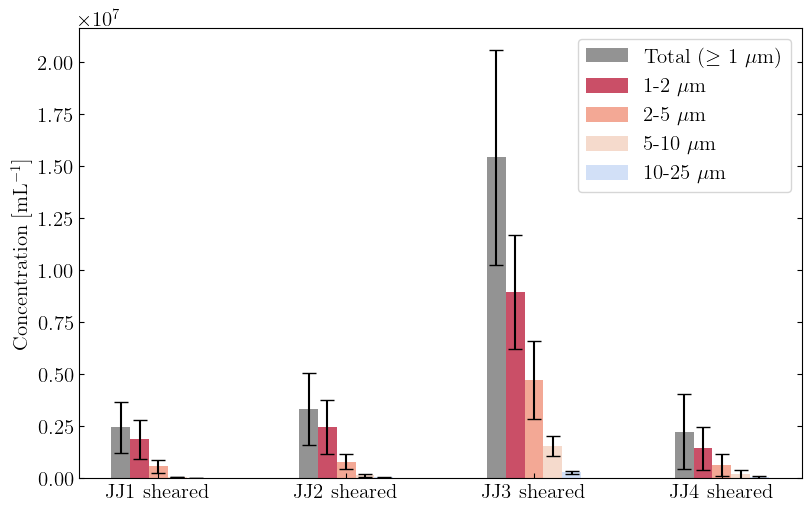 ×10⁷
Concentration [mL⁻¹]
2.00
1.75
1.50
1.25
1.00
0.75
0.50
0.25
0.00
Total (≥ 1 μm)
1-2 μm
2-5 μm
5-10 μm
10-25 μm
JJ1 sheared JJ2 sheared JJ3 sheared JJ4 sheared